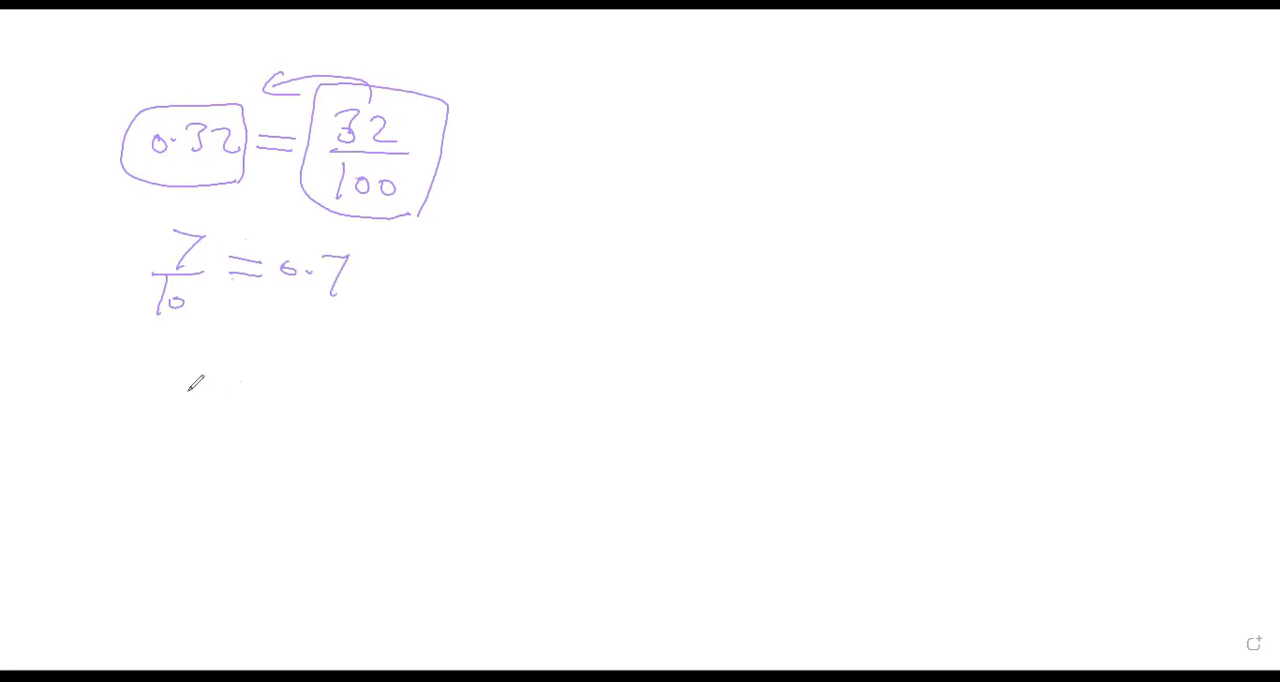 0.32 = 32/100
7/10 = 0.7